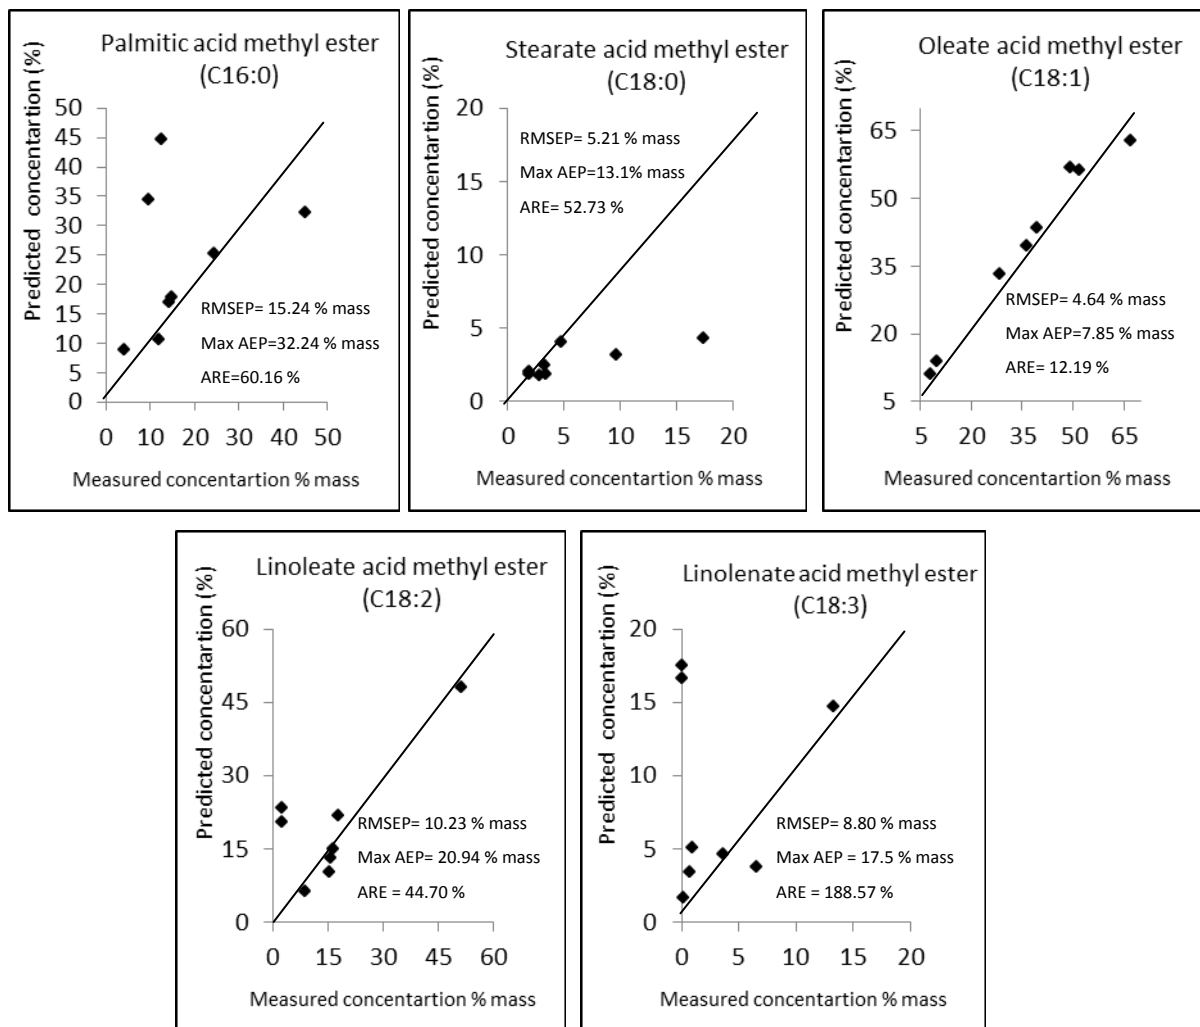 Palmitic acid methyl ester
(C16:0)
Predicted concentartion (%)
50
45
40
35
30
25
20
15
10
5
0
RMSEP= 15.24 % mass
Max AEP=32.24 % mass
ARE=60.16 %
0 10 20 30 40 50
Measured concentartion % mass
Stearate acid methyl ester
(C18:0)
Predicted concentartion (%)
20
15
10
5
0
RMSEP= 5.21 % mass
Max AEP=13.1% mass
ARE= 52.73 %
0 5 10 15 20
Measured concentartion % mass
Oleate acid methyl ester
(C18:1)
Predicted concentartion (%)
65
50
35
20
5
RMSEP= 4.64 % mass
Max AEP=7.85 % mass
ARE= 12.19 %
5 20 35 50 65
Measured concentartion % mass
Linoleate acid methyl ester
(C18:2)
Predicted concentartion (%)
60
45
30
15
0
RMSEP= 10.23 % mass
Max AEP= 20.94 % mass
ARE = 44.70 %
0 15 30 45 60
Measured concentartion % mass
Linolenate acid methyl ester
(C18:3)
Predicted concentartion (%)
20
15
10
5
0
RMSEP= 8.80 % mass
Max AEP = 17.5 % mass
ARE = 188.57 %
0 5 10 15 20
Measured concentartion % mass